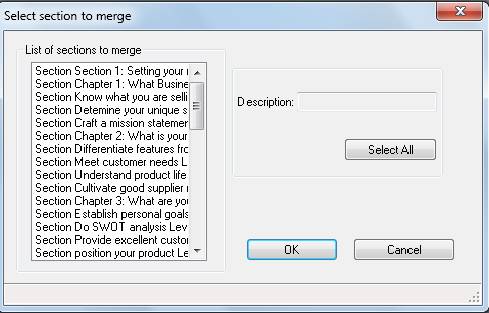 Select section to merge
List of sections to merge
Section Section 1: Setting your r
Section Chapter 1: What Busine
Section Know what you are selli
Section Detemine your unique s
Section Craft a mission statemen
Section Chapter 2: What is your
Section Differentiate features fro
Section Meet customer needs L
Section Understand product life
Section Cultivate good supplier r
Section Chapter 3: What are you
Section Establish personal goals
Section Do SWOT analysis Lev
Section Provide excellent custor
Section position your product Le
Description:
Select All
OK
Cancel